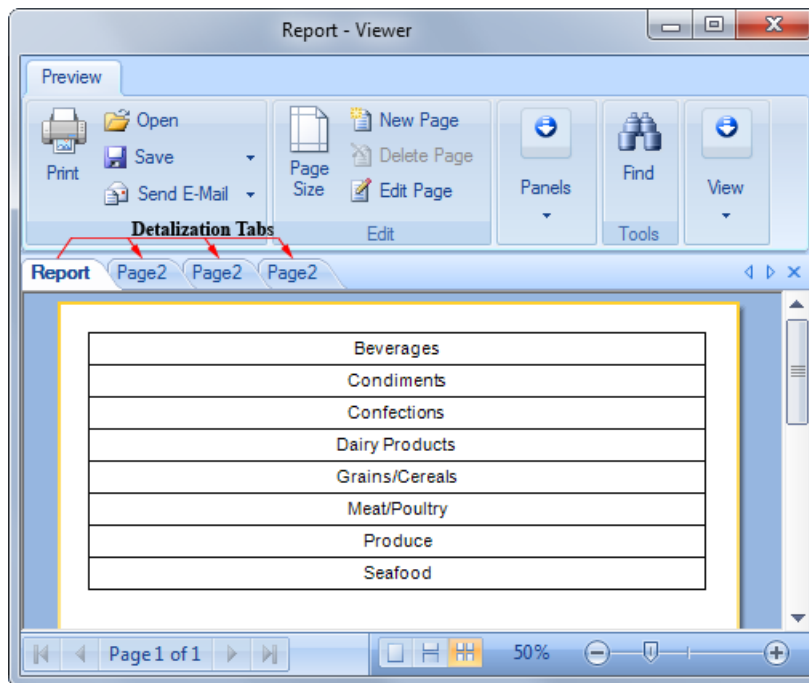 Report - Viewer
Preview
Print
Open
Save
Send E-Mail
Page Size
New Page
Delete Page
Edit Page
Edit
Panels
Find
Tools
View
Detalization Tabs
Report Page2 Page2 Page2
Beverages
Condiments
Confections
Dairy Products
Grains/Cereals
Meat/Poultry
Produce
Seafood
Page 1 of 1
50%